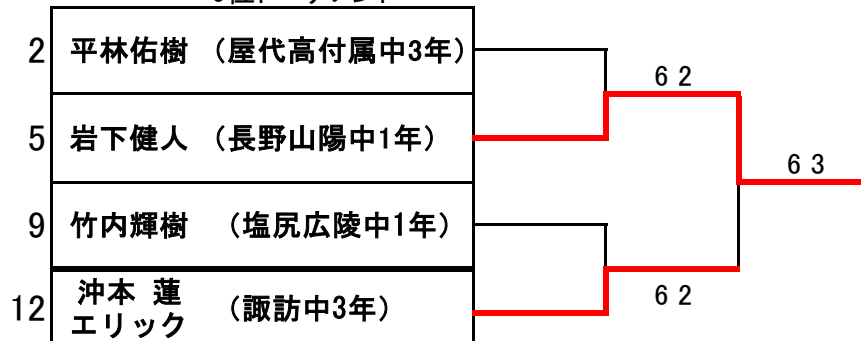 2 平林佑樹 （屋代高付属中3年）
6 2
5 岩下健人 （長野山陽中1年）
6 3
9 竹内輝樹 （塩尻広陵中1年）
12 沖本 蓮
エリック （諏訪中3年）
6 2